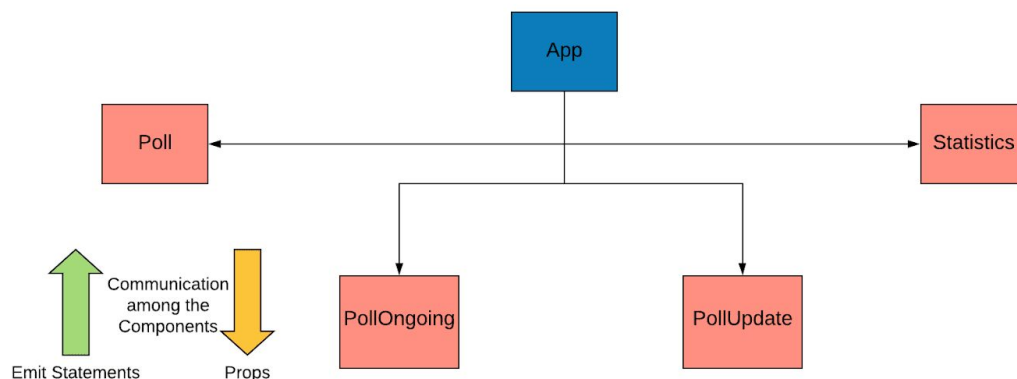 App
Poll
Statistics
PollOngoing
PollUpdate
Communication
among the
Components
Emit Statements
Props